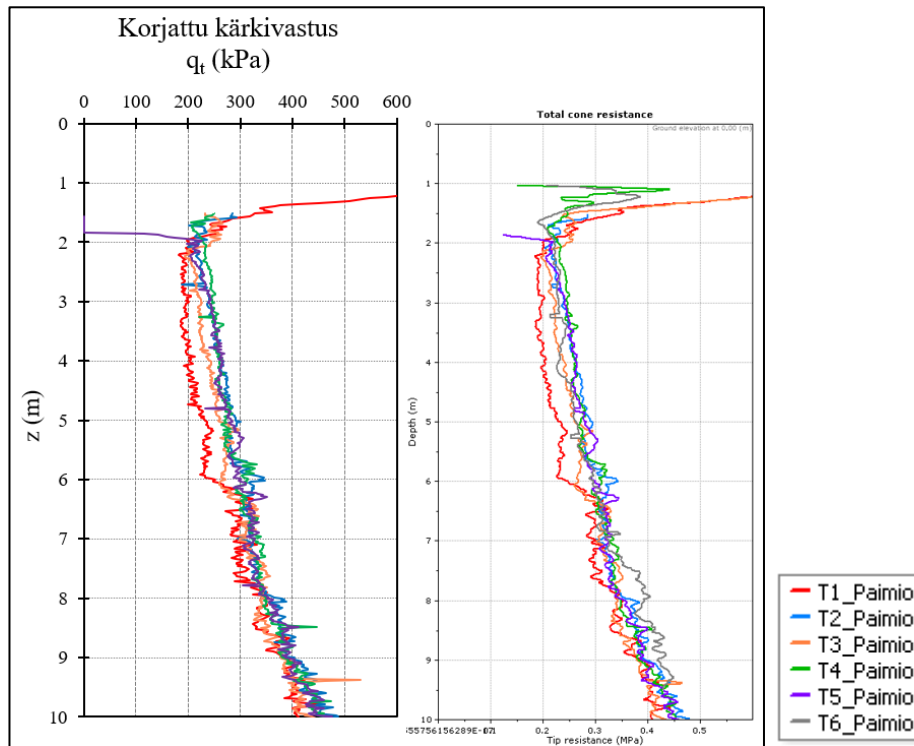 Korjattu kärkivastus
qt (kPa)
0 100 200 300 400 500 600
0
1
2
3
4
5
6
7
8
9
10
z (m)
Total cone resistance
Ground elevation at 0.00 (m)
0
1
2
3
4
5
6
7
8
9
10
Depth (m)
0.2 0.3 0.4 0.5
Tip resistance (MPa)
T1_Paimio
T2_Paimio
T3_Paimio
T4_Paimio
T5_Paimio
T6_Paimio